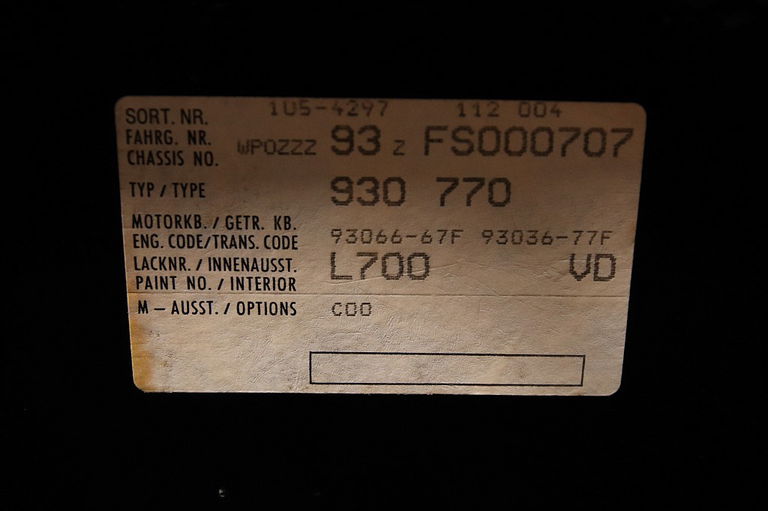 SORT. NR. 105-4297 112 004
FAHRG. NR.
CHASSIS NO. WPOZZZ 93 Z FS000707
TYP / TYPE 930 770
MOTORKB. / GETR. KB.
ENG. CODE/TRANS. CODE 93066-67F 93036-77F
LACKNR. / INNENAUSST. L700 VD
PAINT NO. / INTERIOR
M – AUSST. / OPTIONS C00